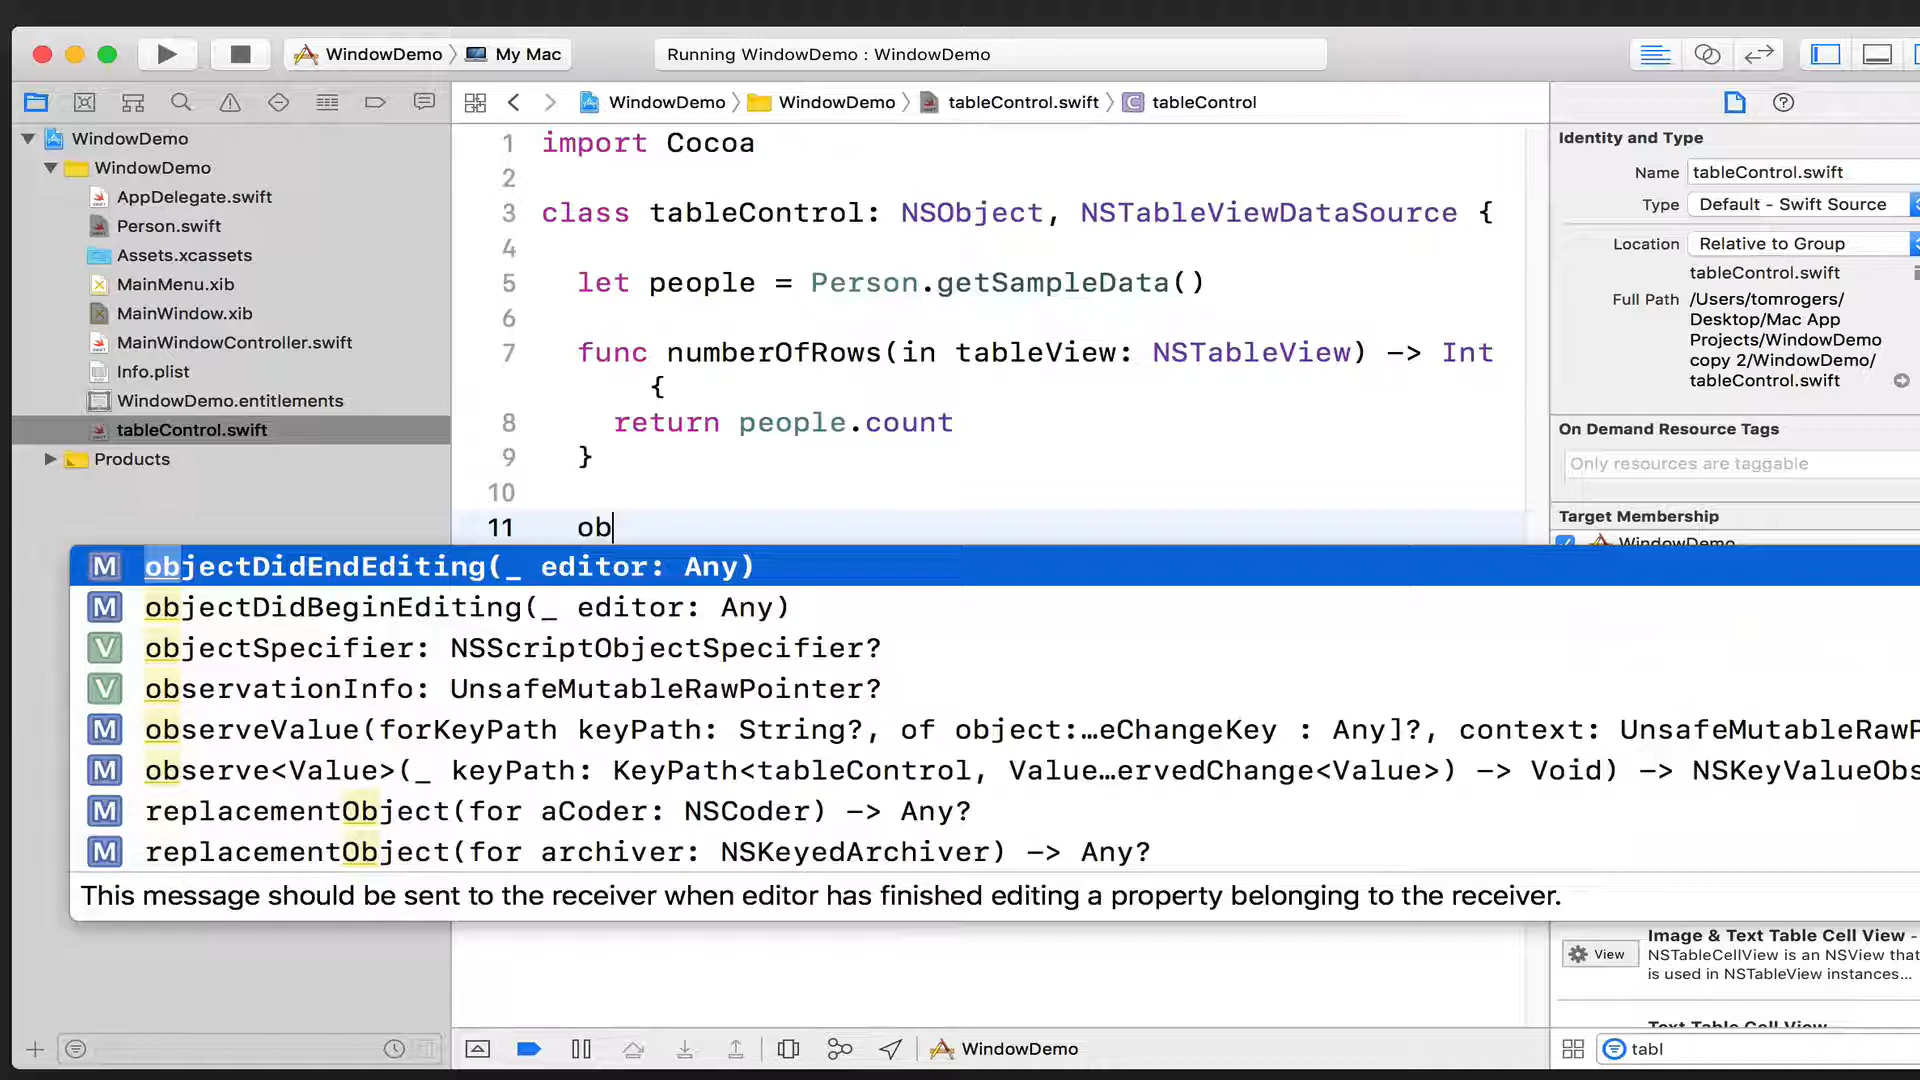 WindowDemo
My Mac
Running WindowDemo : WindowDemo
WindowDemo
WindowDemo
tableControl.swift
C
tableControl
WindowDemo
WindowDemo
AppDelegate.swift
Person.swift
Assets.xcassets
MainMenu.xib
MainWindow.xib
MainWindowController.swift
Info.plist
WindowDemo.entitlements
tableControl.swift
Products
1 import Cocoa
2
3 class tableControl: NSObject, NSTableViewDataSource {
4
5 let people = Person.getSampleData()
6
7 func numberOfRows(in tableView: NSTableView) -> Int
{
8 return people.count
9 }
10
11 ob
M objectDidEndEditing(_ editor: Any)
M objectDidBeginEditing(_ editor: Any)
V objectSpecifier: NSScriptObjectSpecifier?
V observationInfo: UnsafeMutableRawPointer?
M observeValue(forKeyPath keyPath: String?, of object:…eChangeKey : Any]?, context: UnsafeMutableRawP
M observe<Value>(_ keyPath: KeyPath<tableControl, Value…ervedChange<Value>) -> Void) -> NSKeyValueObs
M replacementObject(for aCoder: NSCoder) -> Any?
M replacementObject(for archiver: NSKeyedArchiver) -> Any?
This message should be sent to the receiver when editor has finished editing a property belonging to the receiver.
Identity and Type
Name tableControl.swift
Type Default - Swift Source
Location Relative to Group
tableControl.swift
Full Path /Users/tomrogers/
Desktop/Mac App
Projects/WindowDemo
copy 2/WindowDemo/
tableControl.swift
On Demand Resource Tags
Only resources are taggable
Target Membership
WindowDemo
View
Image & Text Table Cell View -
NSTableCellView is an NSView that
is used in NSTableView instances...
Text Table Cell View
WindowDemo
tabl